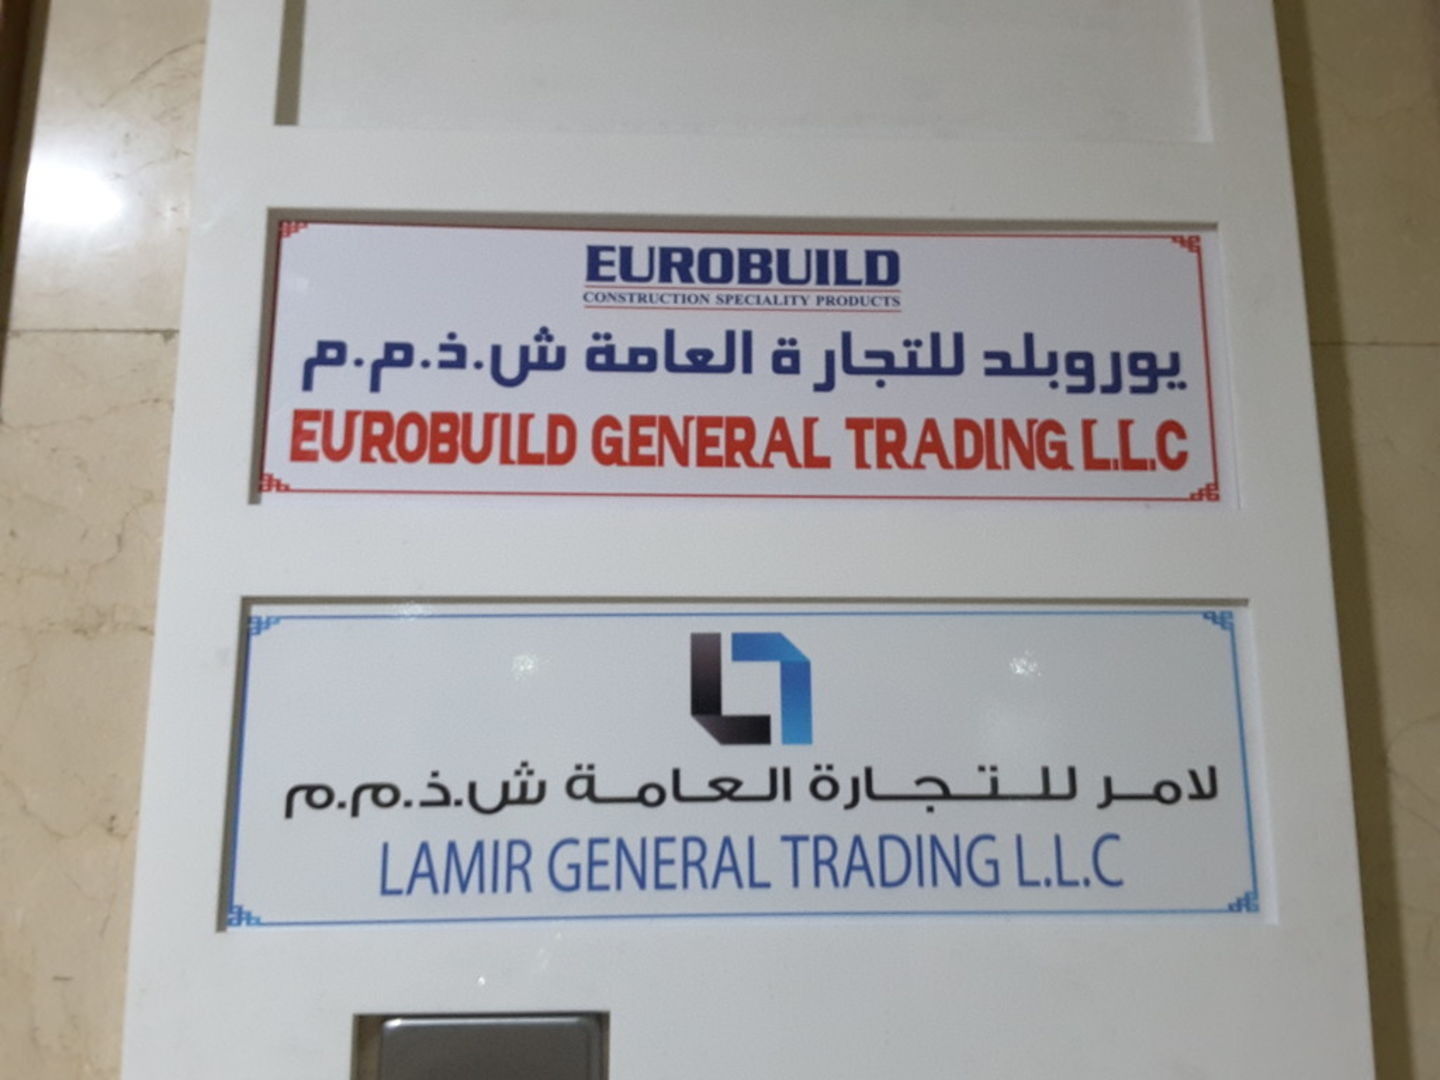 EUROBUILD
CONSTRUCTION SPECIALITY PRODUCTS
يوروبلد للتجارة العامة ش.ذ.م.م
EUROBUILD GENERAL TRADING L.L.C
لامر للتجارة العامة ش.ذ.م.م
LAMIR GENERAL TRADING L.L.C